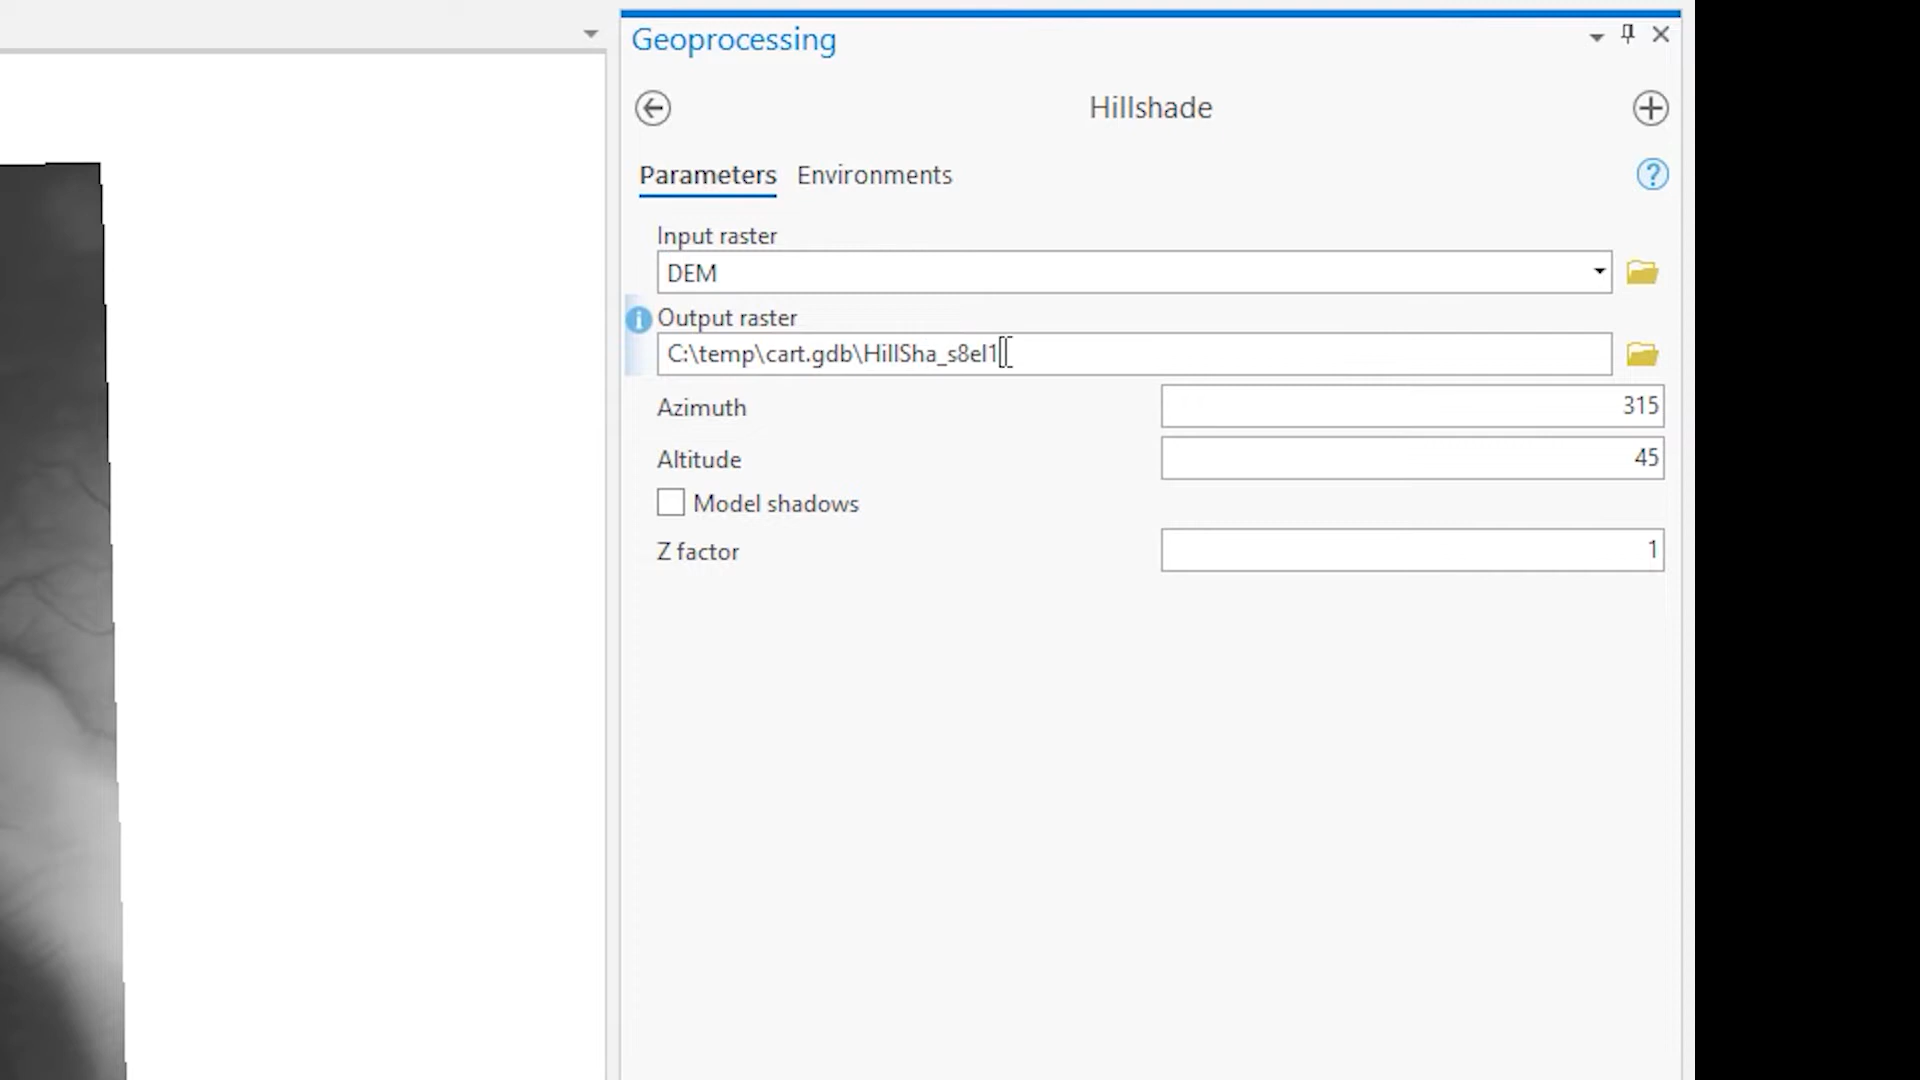 Geoprocessing
Hillshade
Parameters Environments
Input raster
DEM
Output raster
C:\temp\cart.gdb\HillSha_s8el1
Azimuth 315
Altitude 45
Model shadows
Z factor 1